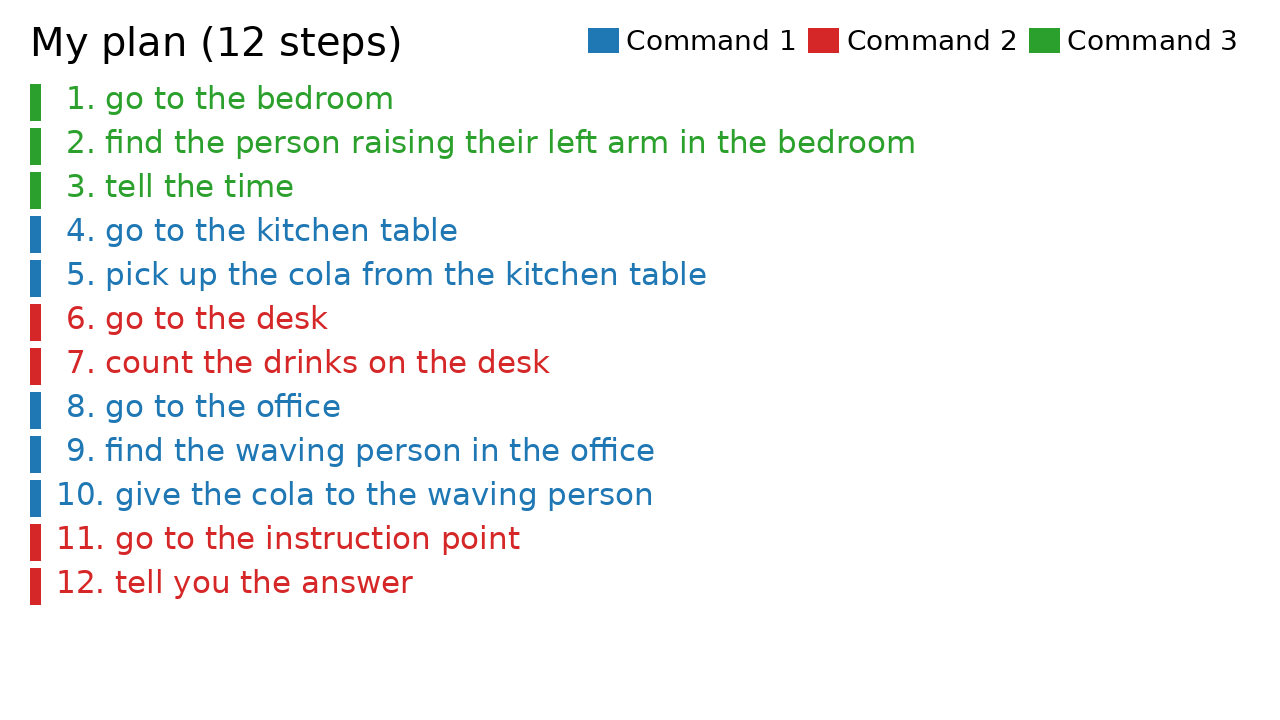 My plan (12 steps)
Command 1 Command 2 Command 3
1. go to the bedroom
2. find the person raising their left arm in the bedroom
3. tell the time
4. go to the kitchen table
5. pick up the cola from the kitchen table
6. go to the desk
7. count the drinks on the desk
8. go to the office
9. find the waving person in the office
10. give the cola to the waving person
11. go to the instruction point
12. tell you the answer